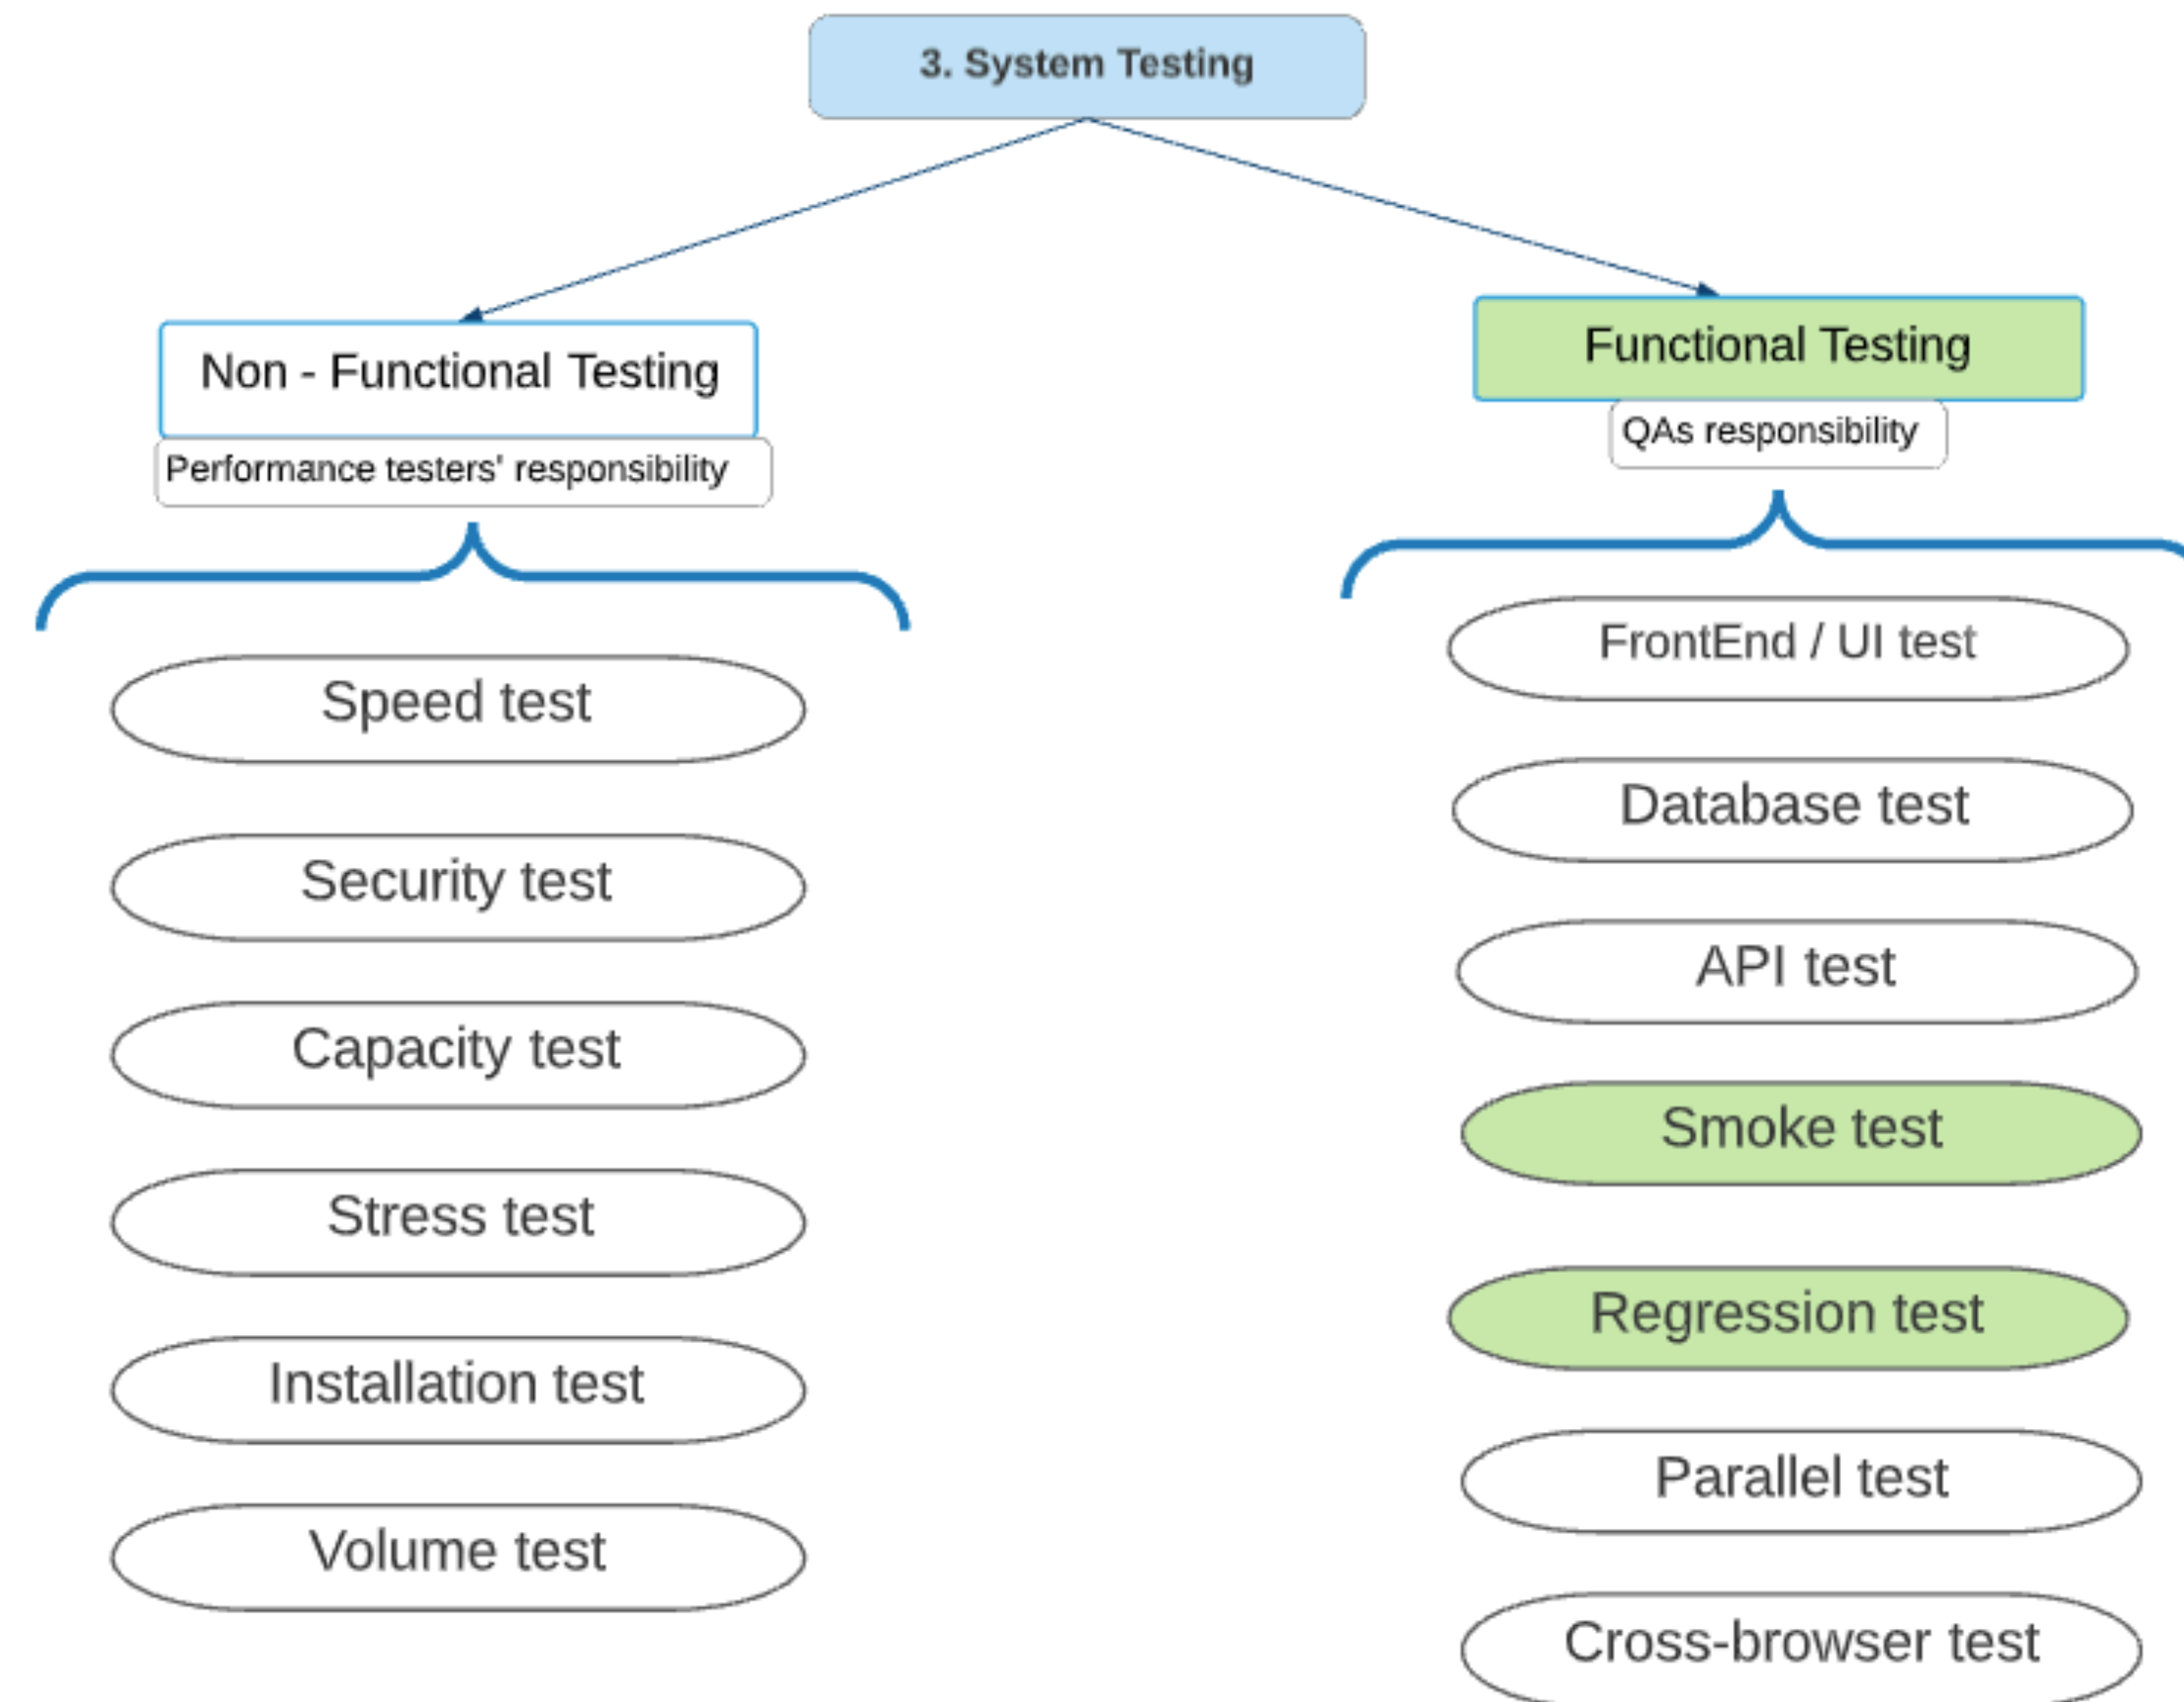 3. System Testing
Non - Functional Testing
Performance testers' responsibility
Speed test
Security test
Capacity test
Stress test
Installation test
Volume test
Functional Testing
QAs responsibility
FrontEnd / UI test
Database test
API test
Smoke test
Regression test
Parallel test
Cross-browser test